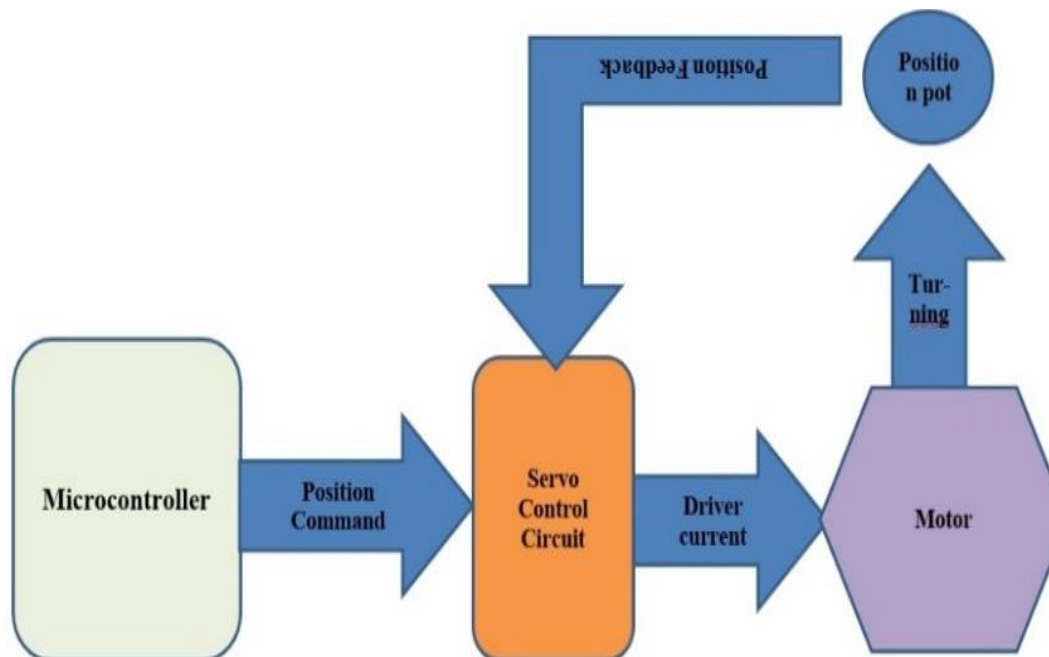 Position Feedback
Positio
n pot
Tur-
ning
Microcontroller
Position
Command
Servo
Control
Circuit
Driver
current
Motor